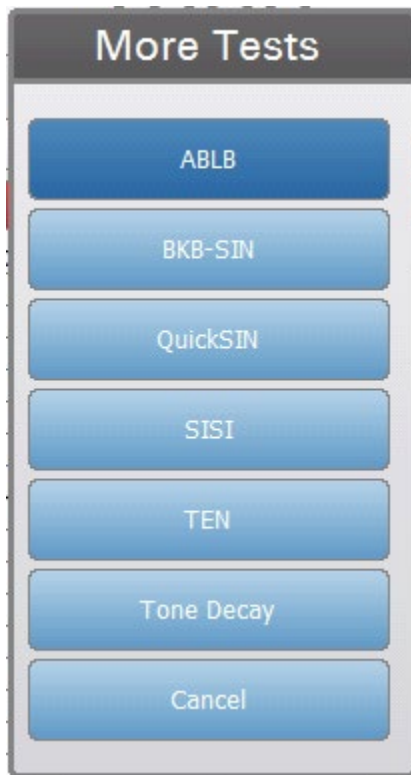 More Tests
ABLB
BKB-SIN
QuickSIN
SISI
TEN
Tone Decay
Cancel